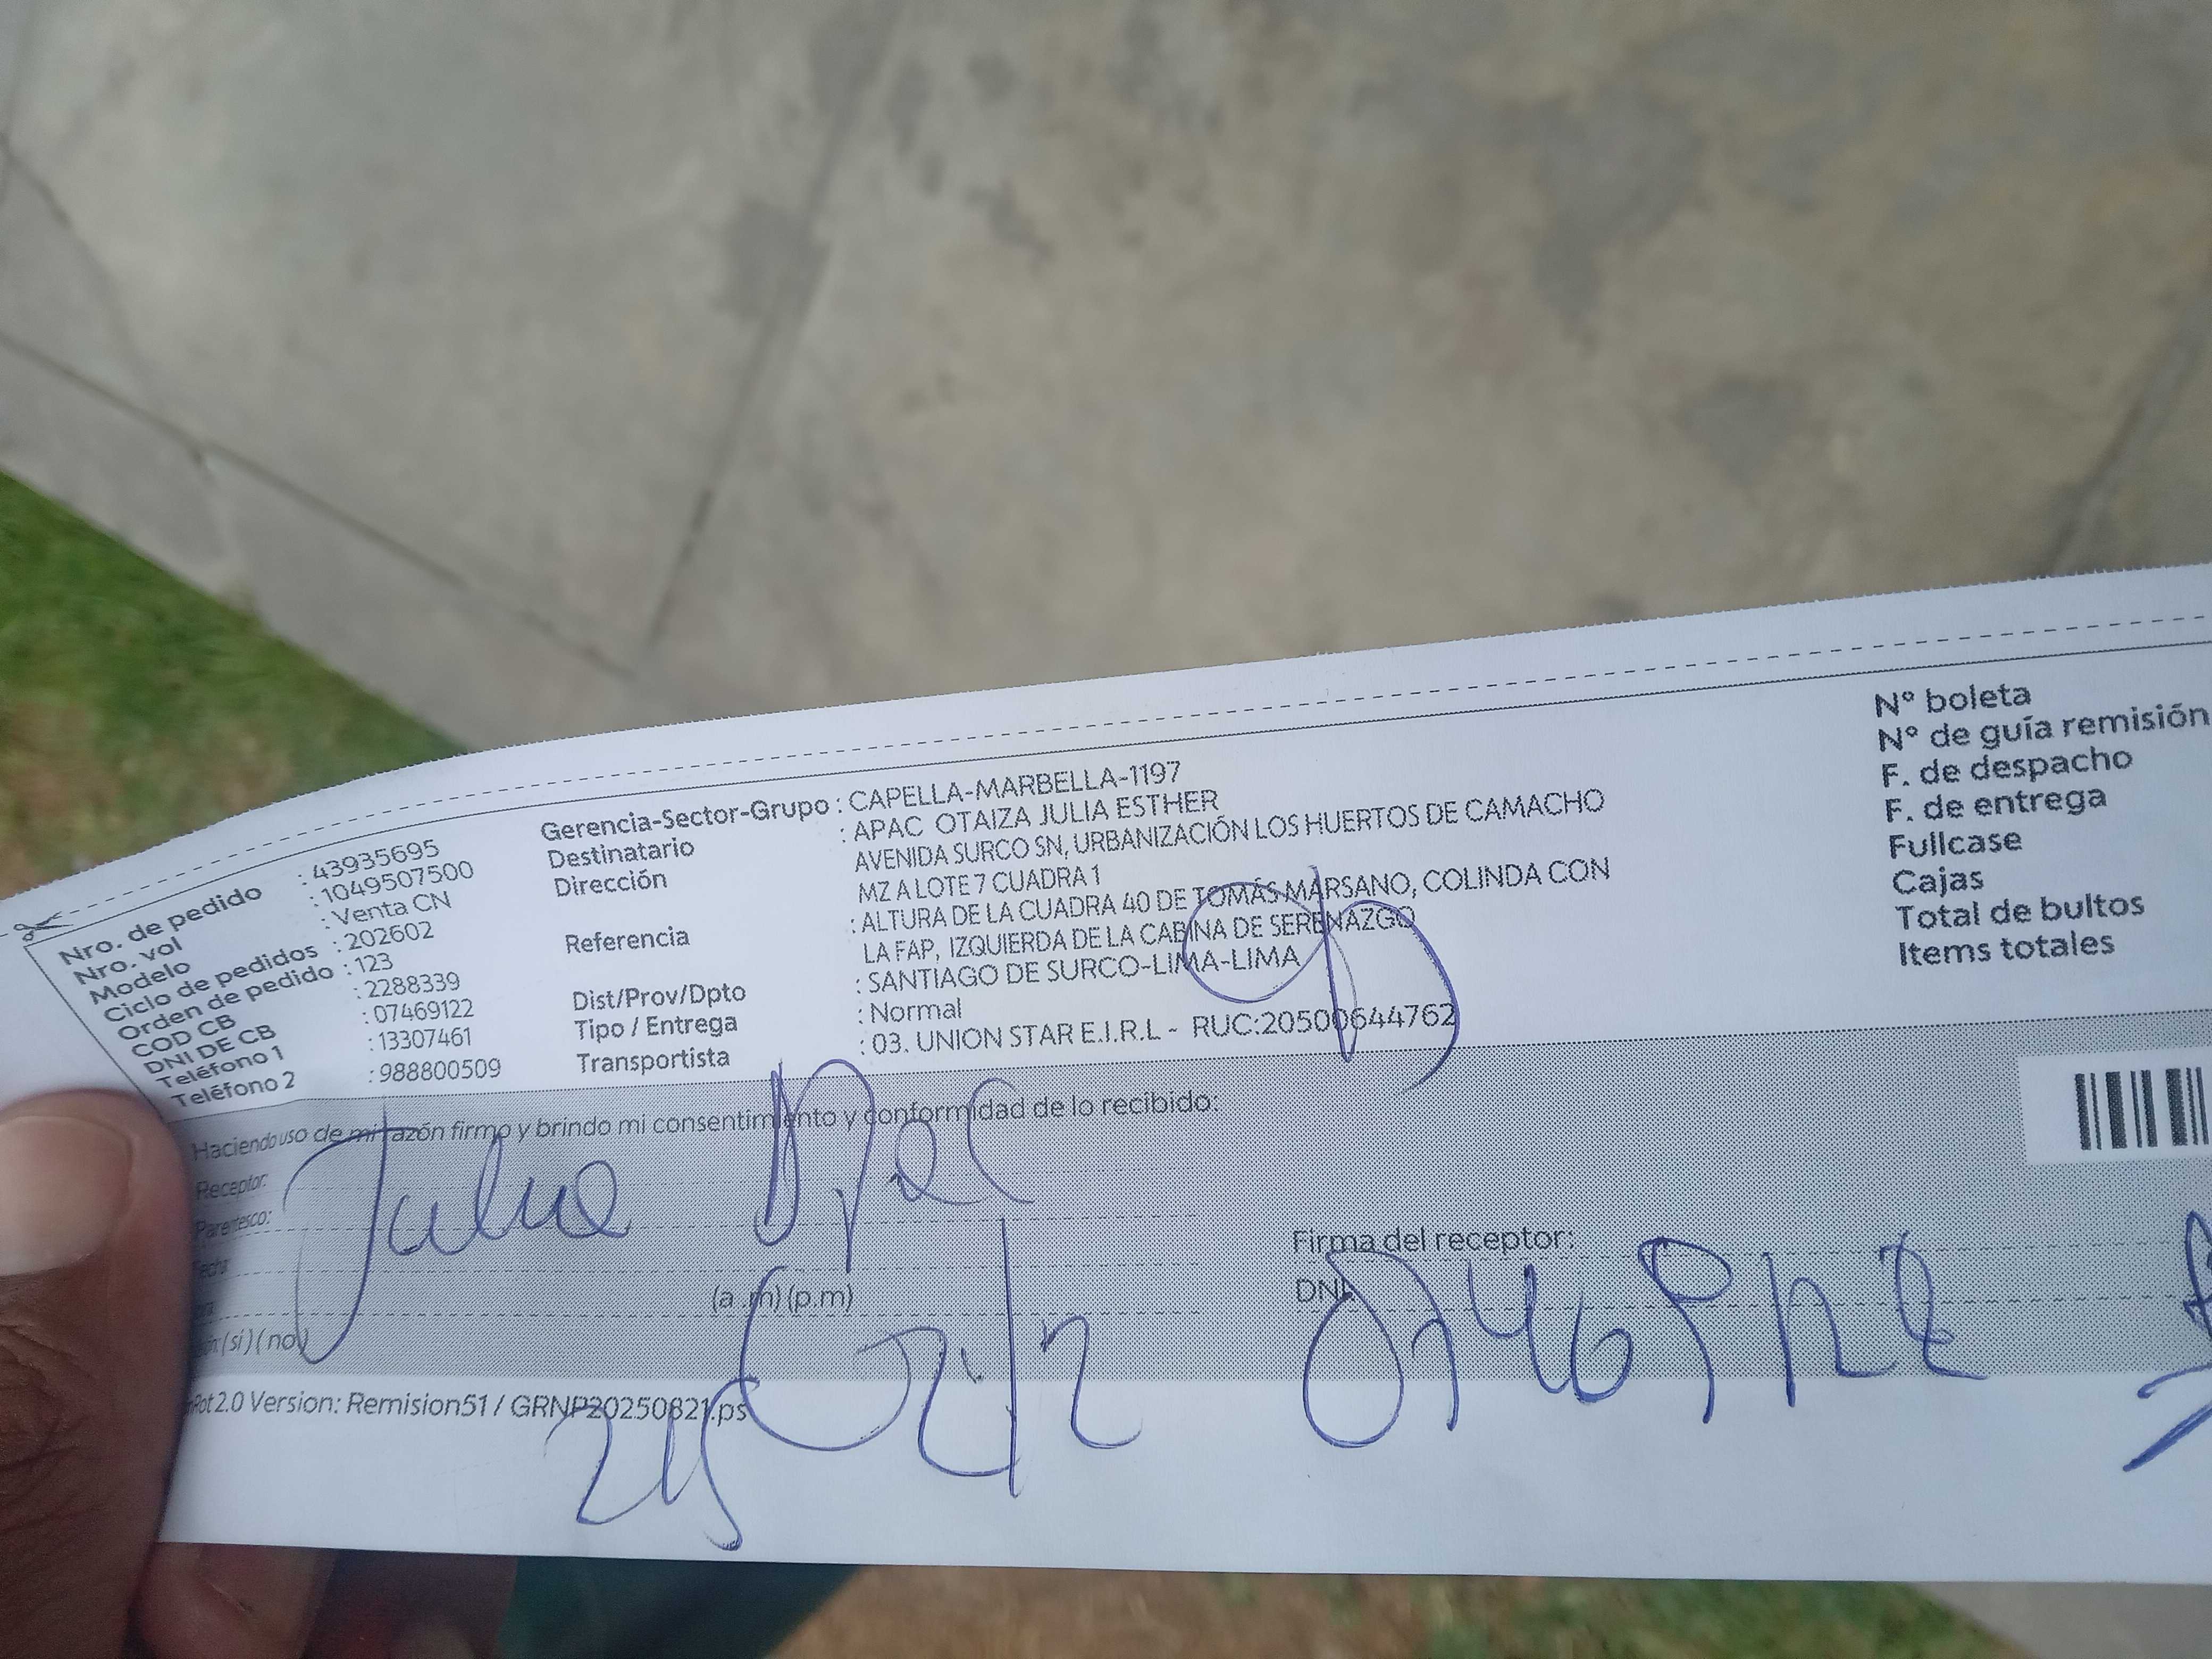 Nro. de pedido : 43935695
Nro. vol : 1049507500
Modelo : Venta CN
Ciclo de pedidos : 202602
Orden de pedido : 123
COD CB : 2288339
DNI DE CB : 07469122
Teléfono 1 : 13307461
Teléfono 2 : 988800509
Gerencia-Sector-Grupo : CAPELLA-MARBELLA-1197
Destinatario : APAC OTAIZA JULIA ESTHER
Dirección AVENIDA SURCO SN, URBANIZACIÓN LOS HUERTOS DE CAMACHO
MZ A LOTE 7 CUADRA 1
Referencia : ALTURA DE LA CUADRA 40 DE TOMÁS MARSANO, COLINDA CON
LA FAP, IZQUIERDA DE LA CABINA DE SERENAZGO
Dist/Prov/Dpto : SANTIAGO DE SURCO-LIMA-LIMA
Tipo / Entrega : Normal
Transportista : 03. UNION STAR E.I.R.L - RUC:20500644762
N° boleta
N° de guía remisión
F. de despacho
F. de entrega
Fullcase
Cajas
Total de bultos
Items totales
Haciendo uso de mi razón firmo y brindo mi consentimiento y conformidad de lo recibido:
Receptor:
Parentesco:
(a.m) (p.m)
(si) (no)
Julia Apac
Firma del receptor:
DNI:
2.0 Version: Remision51 / GRNP20250821.ps